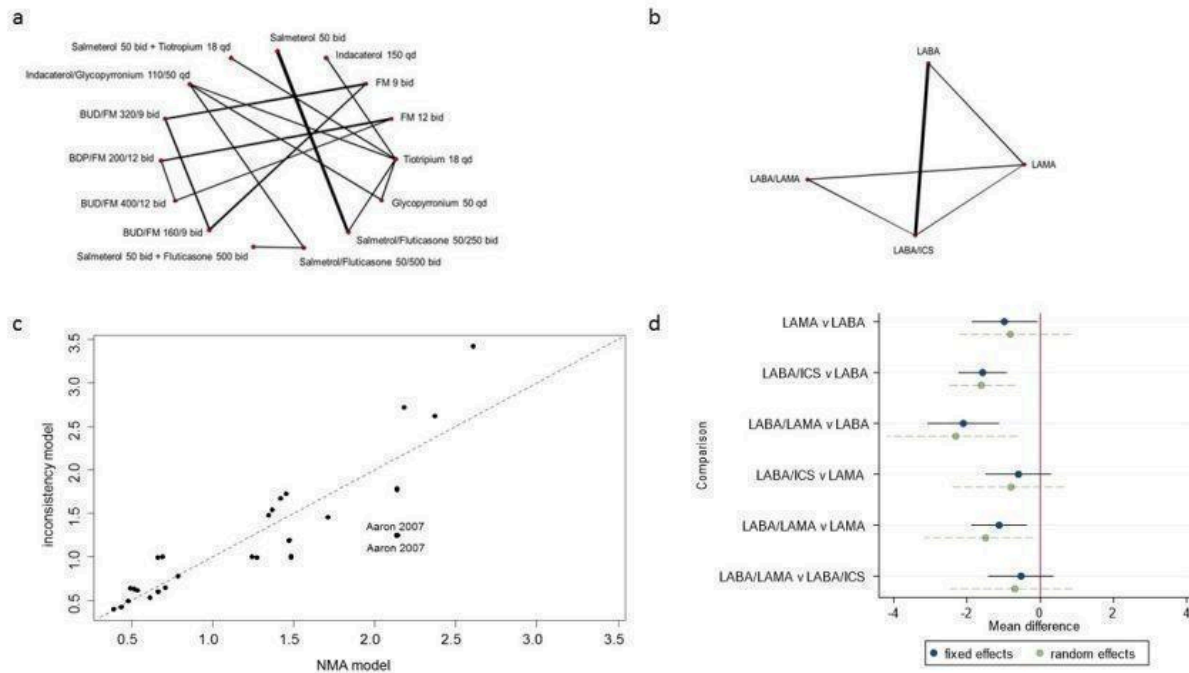 a
Salmeterol 50 bid + Tiotropium 18 qd
Salmeterol 50 bid
Indacaterol 150 qd
Indacaterol/Glycopyrronium 110/50 qd
FM 9 bid
BUD/FM 320/9 bid
FM 12 bid
BDP/FM 200/12 bid
Tiotripium 18 qd
BUD/FM 400/12 bid
Glycopyrronium 50 qd
BUD/FM 160/9 bid
Salmetrol/Fluticasone 50/250 bid
Salmeterol 50 bid + Fluticasone 500 bid
Salmetrol/Fluticasone 50/500 bid
b
LABA
LAMA
LABA/LAMA
LABA/ICS
c
inconsistency model
3.5
3.0
2.5
2.0
1.5
1.0
0.5
Aaron 2007
Aaron 2007
0.5 1.0 1.5 2.0 2.5 3.0 3.5
NMA model
d
Comparison
LAMA v LABA
LABA/ICS v LABA
LABA/LAMA v LABA
LABA/ICS v LAMA
LABA/LAMA v LAMA
LABA/LAMA v LABA/ICS
-4 -2 0 2 4
Mean difference
fixed effects random effects